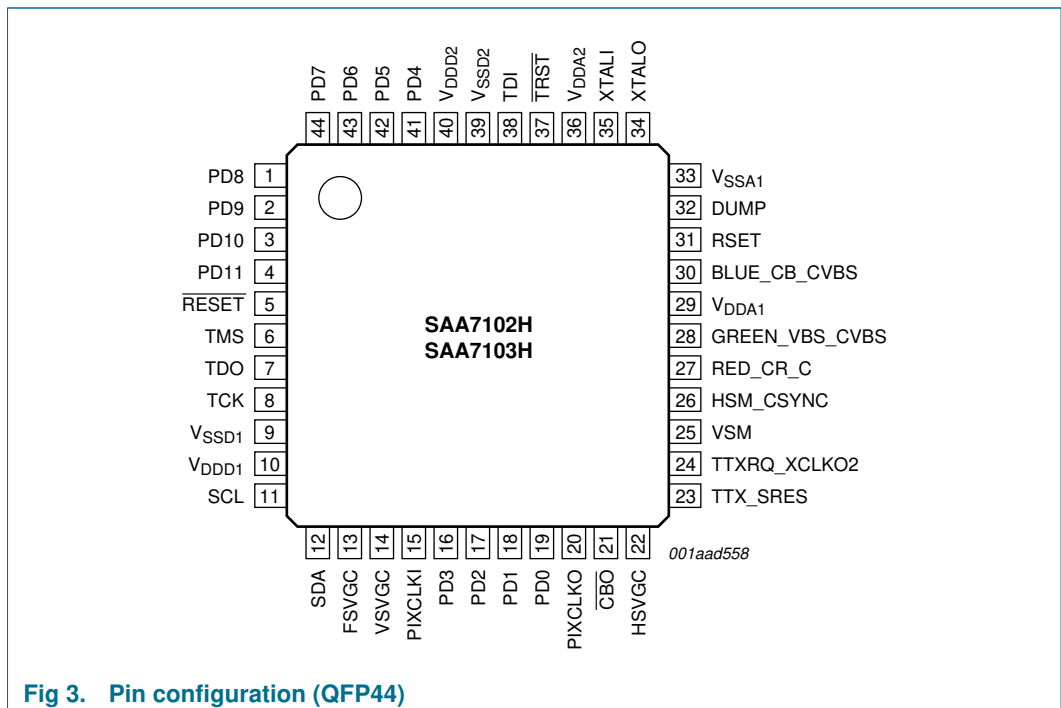 PD7 PD6 PD5 PD4 VDDD2 VSSD2 TDI TRST VDDA2 XTALI XTALO
44 43 42 41 40 39 38 37 36 35 34
PD8 1
PD9 2
PD10 3
PD11 4
RESET 5
TMS 6
TDO 7
TCK 8
VSSD1 9
VDDD1 10
SCL 11
SAA7102H
SAA7103H
33 VSSA1
32 DUMP
31 RSET
30 BLUE_CB_CVBS
29 VDDA1
28 GREEN_VBS_CVBS
27 RED_CR_C
26 HSM_CSYNC
25 VSM
24 TTXRQ_XCLKO2
23 TTX_SRES
12 13 14 15 16 17 18 19 20 21 22
SDA FSVGC VSVGC PIXCLKI PD3 PD2 PD1 PD0 PIXCLKO CBO HSVGC
001aad558
Fig 3. Pin configuration (QFP44)